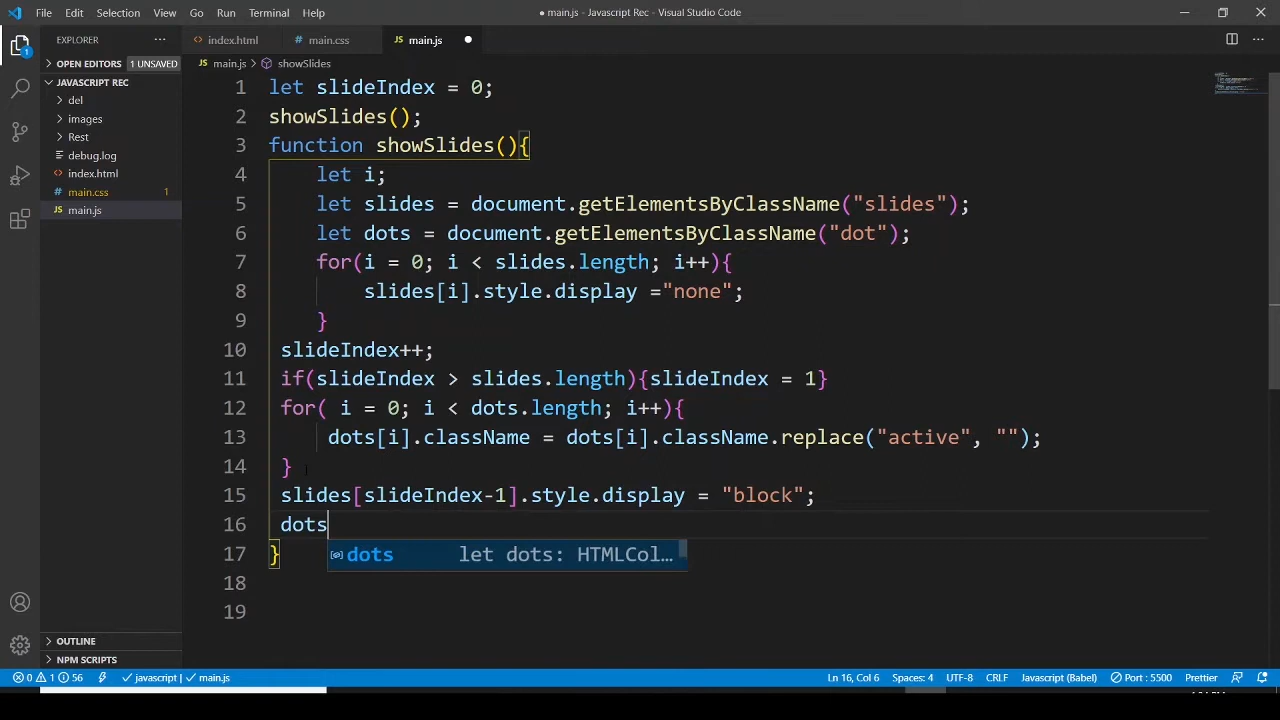 File Edit Selection View Go Run Terminal Help
● main.js - Javascript Rec - Visual Studio Code
EXPLORER
index.html
main.css
JS main.js
OPEN EDITORS 1 UNSAVED
JS main.js > showSlides
JAVASCRIPT REC
del
images
Rest
debug.log
index.html
main.css 1
JS main.js
1
1 let slideIndex = 0;
2 showSlides();
3 function showSlides(){
4 let i;
5 let slides = document.getElementsByClassName("slides");
6 let dots = document.getElementsByClassName("dot");
7 for(i = 0; i < slides.length; i++){
8 slides[i].style.display ="none";
9 }
10 slideIndex++;
11 if(slideIndex > slides.length){slideIndex = 1}
12 for( i = 0; i < dots.length; i++){
13 dots[i].className = dots[i].className.replace("active", "");
14 }
15 slides[slideIndex-1].style.display = "block";
16 dots
dots let dots: HTMLCol…
17 }
18
19
OUTLINE
NPM SCRIPTS
0 1 56 javascript | main.js Ln 16, Col 6 Spaces: 4 UTF-8 CRLF Javascript (Babel) Port : 5500 Prettier